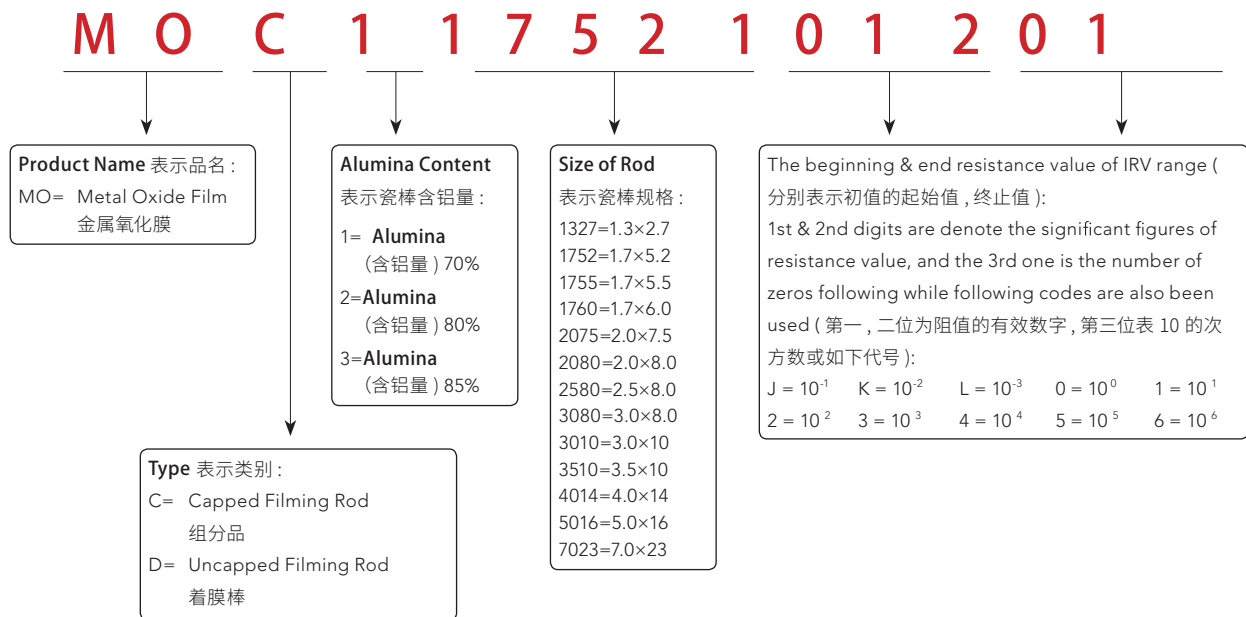 M O C 1 1 7 5 2 1 0 1 2 0 1
Product Name 表示品名 :
MO= Metal Oxide Film
金属氧化膜
Type 表示类别 :
C= Capped Filming Rod
组分品
D= Uncapped Filming Rod
着膜棒
Alumina Content
表示瓷棒含铝量 :
1= Alumina
(含铝量 ) 70%
2=Alumina
(含铝量 ) 80%
3=Alumina
(含铝量 ) 85%
Size of Rod
表示瓷棒规格 :
1327=1.3×2.7
1752=1.7×5.2
1755=1.7×5.5
1760=1.7×6.0
2075=2.0×7.5
2080=2.0×8.0
2580=2.5×8.0
3080=3.0×8.0
3010=3.0×10
3510=3.5×10
4014=4.0×14
5016=5.0×16
7023=7.0×23
The beginning & end resistance value of IRV range (
分别表示初值的起始值 , 终止值 ):
1st & 2nd digits are denote the significant figures of
resistance value, and the 3rd one is the number of
zeros following while following codes are also been
used ( 第一 , 二位为阻值的有效数字 , 第三位表 10 的次
方数或如下代号 ):
J = 10⁻¹ K = 10⁻² L = 10⁻³ 0 = 10⁰ 1 = 10¹
2 = 10² 3 = 10³ 4 = 10⁴ 5 = 10⁵ 6 = 10⁶